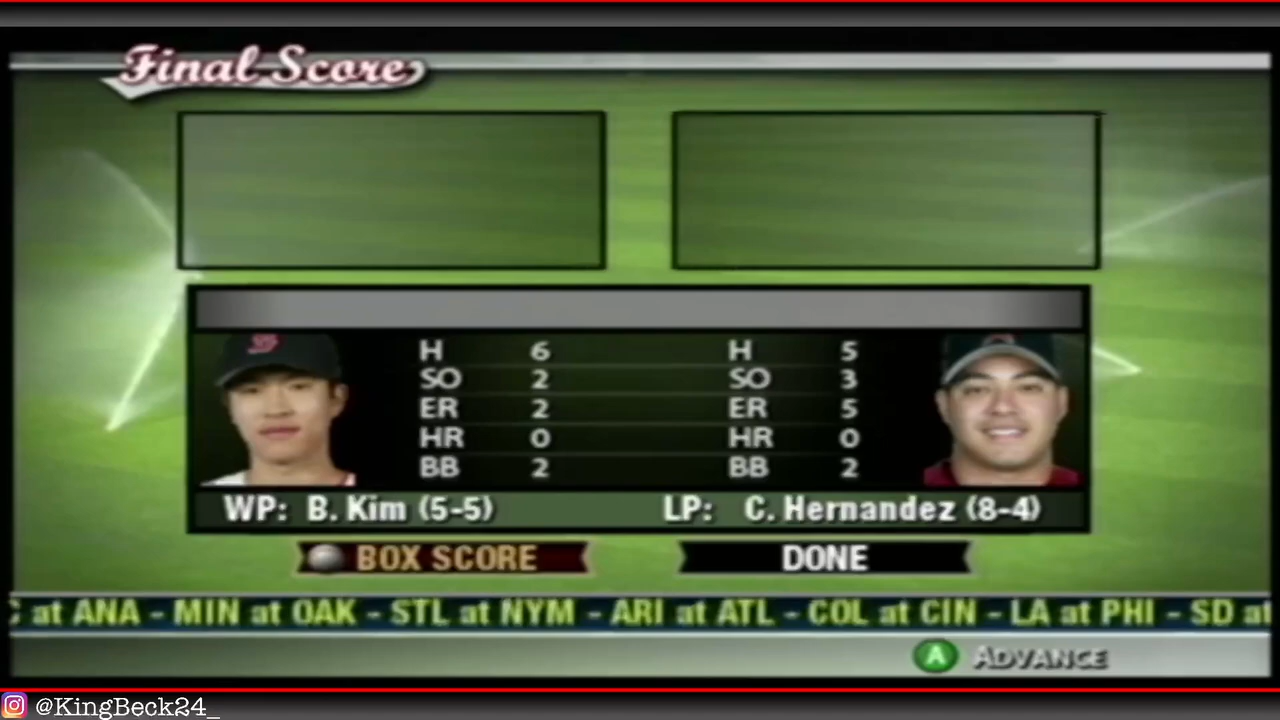 Final Score
B
H 6 H 5
SO 2 SO 3
ER 2 ER 5
HR 0 HR 0
BB 2 BB 2
WP: B. Kim (5-5) LP: C. Hernandez (8-4)
BOX SCORE DONE
C at ANA - MIN at OAK - STL at NYM - ARI at ATL - COL at CIN - LA at PHI - SD at
A ADVANCE
@KingBeck24_